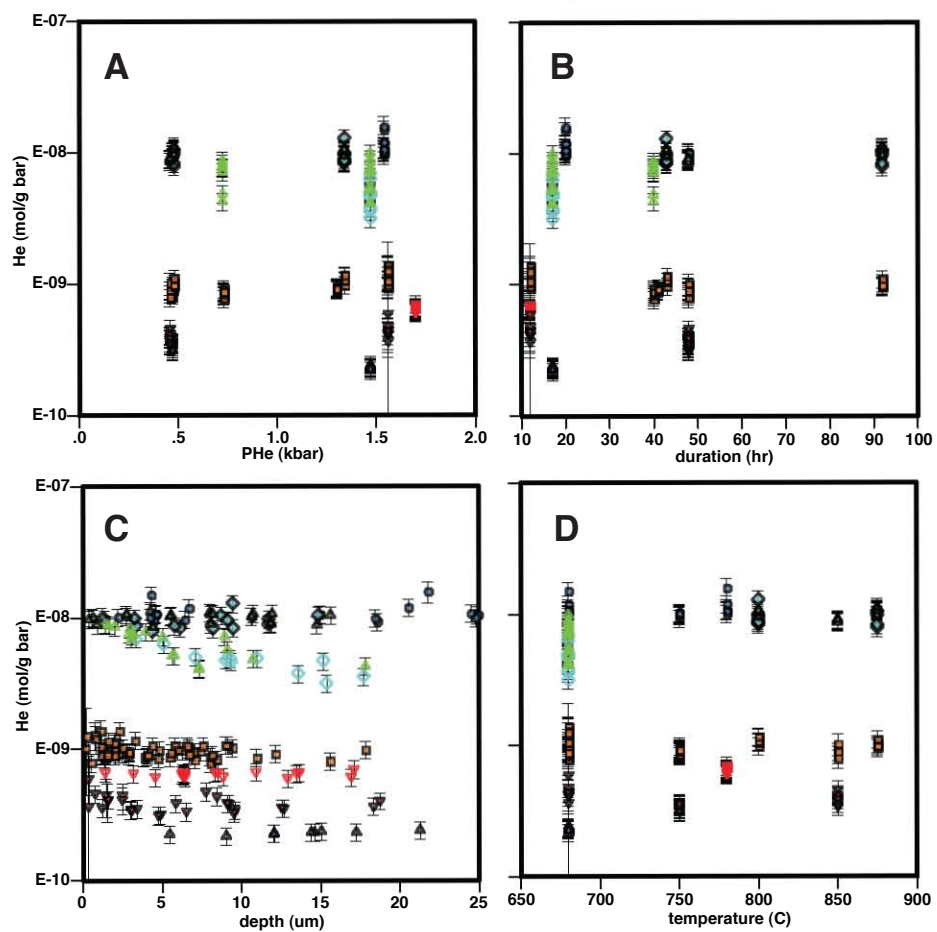 E-07
A
B
He (mol/g bar)
E-08
E-09
E-10
.0 .5 1.0 1.5 2.0
PHe (kbar)
10 20 30 40 50 60 70 80 90 100
duration (hr)
E-07
C
D
He (mol/g bar)
E-08
E-09
E-10
0 5 10 15 20 25
depth (um)
650 700 750 800 850 900
temperature (C)